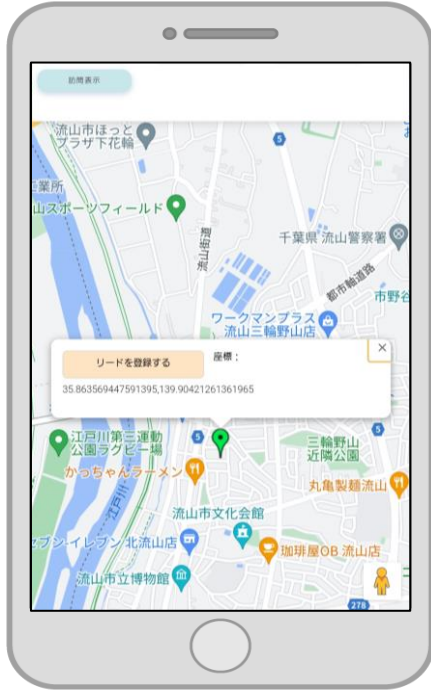 訪問表示
流山市ほっと
プラザ下花輪
5
工業所
山スポーツフィールド
流山街道
千葉県 流山警察署
都市軸道路
市野谷
ワークマンプラス
流山三輪野山店
リードを登録する
座標：
35.863569447591395,139.90421261361965
江戸川第三運動
公園ラグビー場
5
5
三輪野山
近隣公園
かっちゃんラーメン
丸亀製麺流山
江戸川
流山市文化会館
セブン-イレブン 北流山店
珈琲屋OB 流山店
流山市立博物館
278